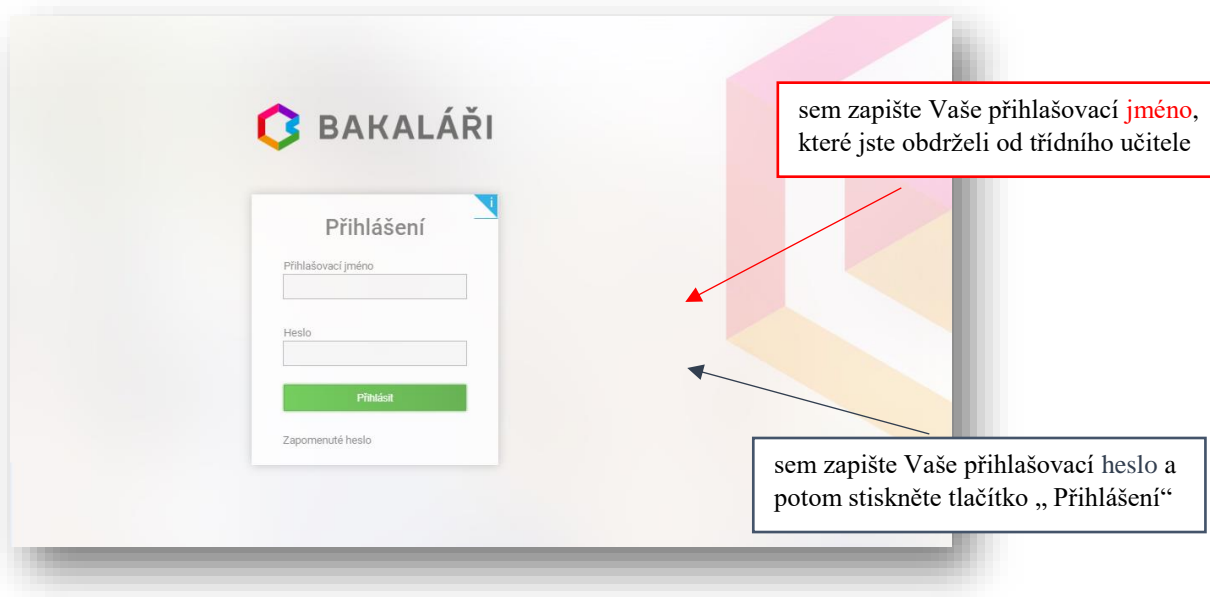 BAKALÁŘI
sem zapište Vaše přihlašovací jméno,
které jste obdrželi od třídního učitele
i
Přihlášení
Přihlašovací jméno
Heslo
Přihlásit
Zapomenuté heslo
sem zapište Vaše přihlašovací heslo a
potom stiskněte tlačítko „ Přihlášení“